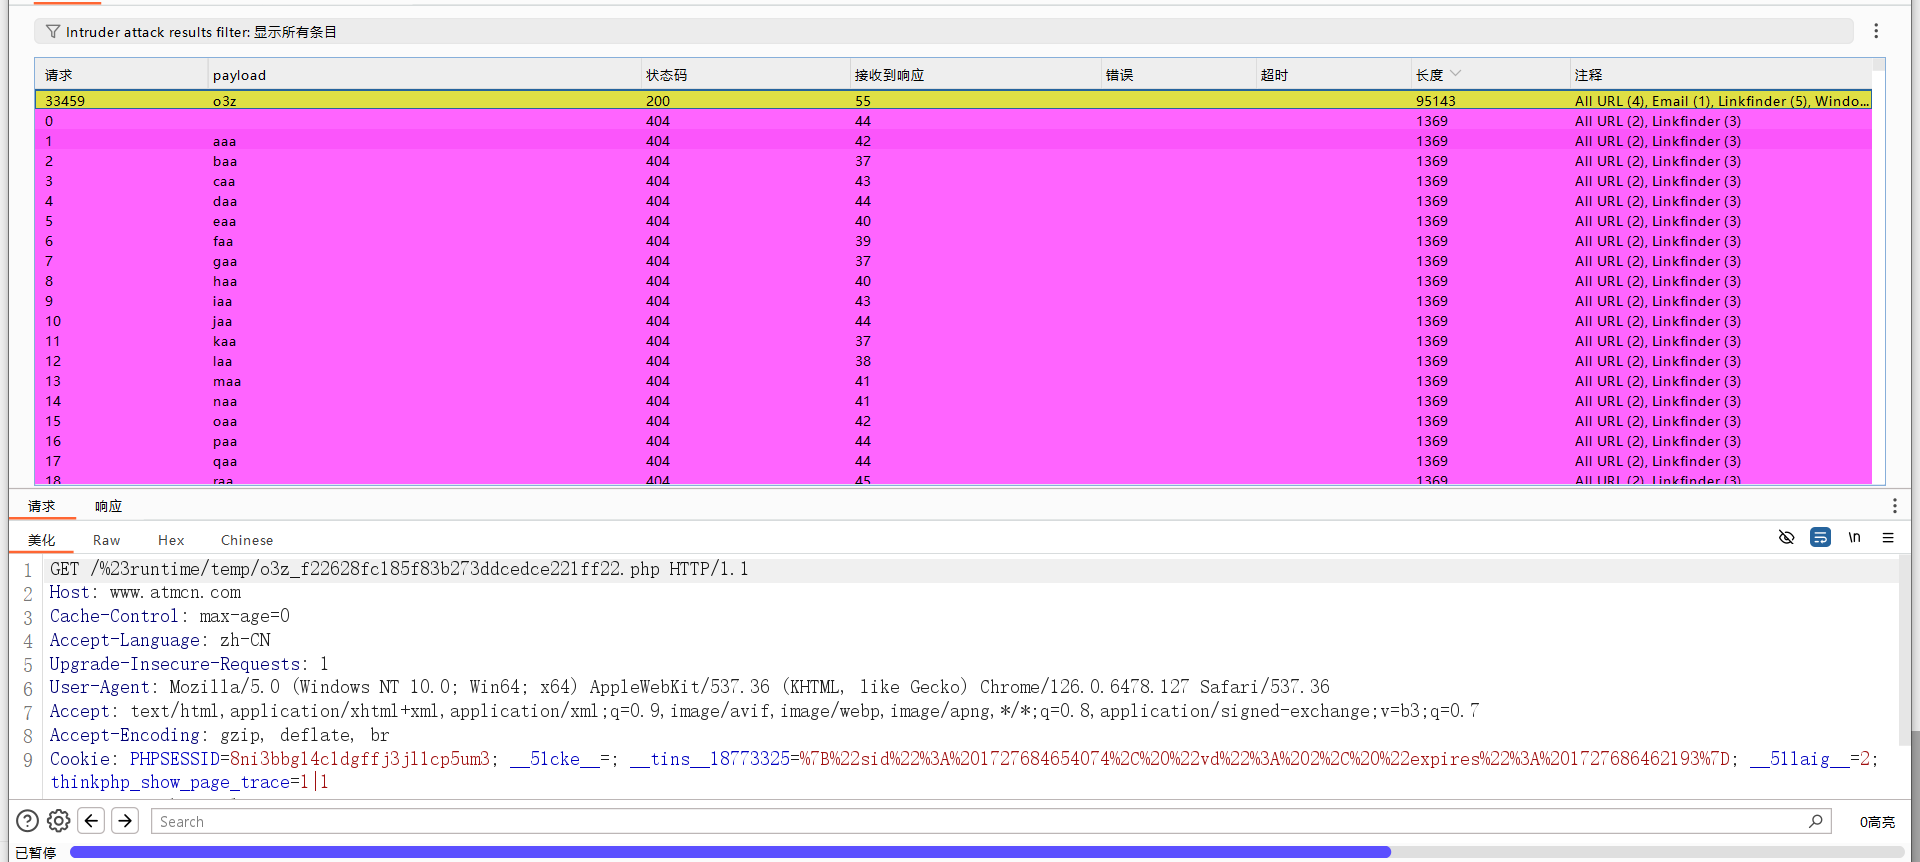 Intruder attack results filter: 显示所有条目
请求 payload 状态码 接收到响应 错误 超时 长度 注释
33459 o3z 200 55 95143 All URL (4), Email (1), Linkfinder (5), Windo...
0 404 44 1369 All URL (2), Linkfinder (3)
1 aaa 404 42 1369 All URL (2), Linkfinder (3)
2 baa 404 37 1369 All URL (2), Linkfinder (3)
3 caa 404 43 1369 All URL (2), Linkfinder (3)
4 daa 404 44 1369 All URL (2), Linkfinder (3)
5 eaa 404 40 1369 All URL (2), Linkfinder (3)
6 faa 404 39 1369 All URL (2), Linkfinder (3)
7 gaa 404 37 1369 All URL (2), Linkfinder (3)
8 haa 404 40 1369 All URL (2), Linkfinder (3)
9 iaa 404 43 1369 All URL (2), Linkfinder (3)
10 jaa 404 44 1369 All URL (2), Linkfinder (3)
11 kaa 404 37 1369 All URL (2), Linkfinder (3)
12 laa 404 38 1369 All URL (2), Linkfinder (3)
13 maa 404 41 1369 All URL (2), Linkfinder (3)
14 naa 404 41 1369 All URL (2), Linkfinder (3)
15 oaa 404 42 1369 All URL (2), Linkfinder (3)
16 paa 404 44 1369 All URL (2), Linkfinder (3)
17 qaa 404 44 1369 All URL (2), Linkfinder (3)
18 raa 404 45 1369 All URL (2), Linkfinder (3)
请求 响应
美化 Raw Hex Chinese \n
1 GET /%23runtime/temp/o3z_f22628fc185f83b273ddcedce221ff22.php HTTP/1.1
2 Host: www.atmcn.com
3 Cache-Control: max-age=0
4 Accept-Language: zh-CN
5 Upgrade-Insecure-Requests: 1
6 User-Agent: Mozilla/5.0 (Windows NT 10.0; Win64; x64) AppleWebKit/537.36 (KHTML, like Gecko) Chrome/126.0.6478.127 Safari/537.36
7 Accept: text/html,application/xhtml+xml,application/xml;q=0.9,image/avif,image/webp,image/apng,*/*;q=0.8,application/signed-exchange;v=b3;q=0.7
8 Accept-Encoding: gzip, deflate, br
9 Cookie: PHPSESSID=8ni3bbgl4cldgffj3jllcp5um3; __51cke__=; __tins__18773325=%7B%22sid%22%3A%201727684654074%2C%20%22vd%22%3A%202%2C%20%22expires%22%3A%201727686462193%7D; __51laig__=2;
thinkphp_show_page_trace=1|1
Search 0高亮
已暂停